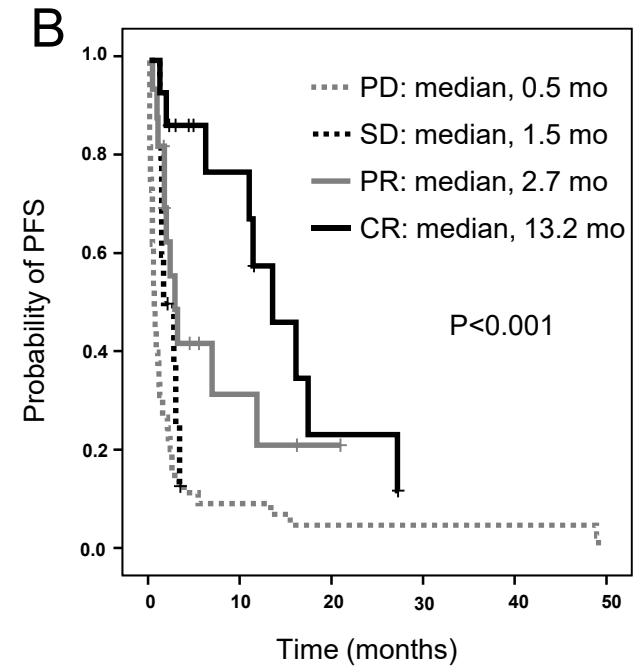 B
PD: median, 0.5 mo
SD: median, 1.5 mo
PR: median, 2.7 mo
CR: median, 13.2 mo
P<0.001
Probability of PFS
1.0
0.8
0.6
0.4
0.2
0.0
0 10 20 30 40 50
Time (months)